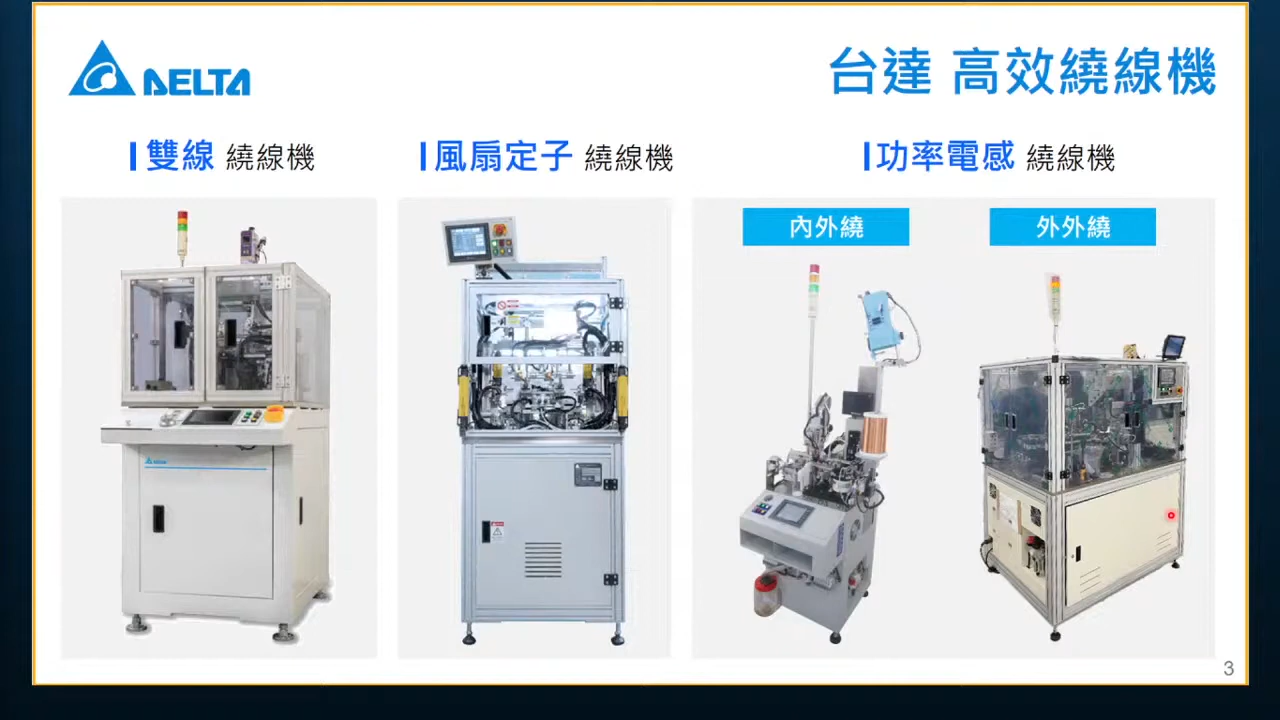 DELTA
台達 高效繞線機
雙線 繞線機
風扇定子 繞線機
功率電感 繞線機
內外繞
外外繞
3